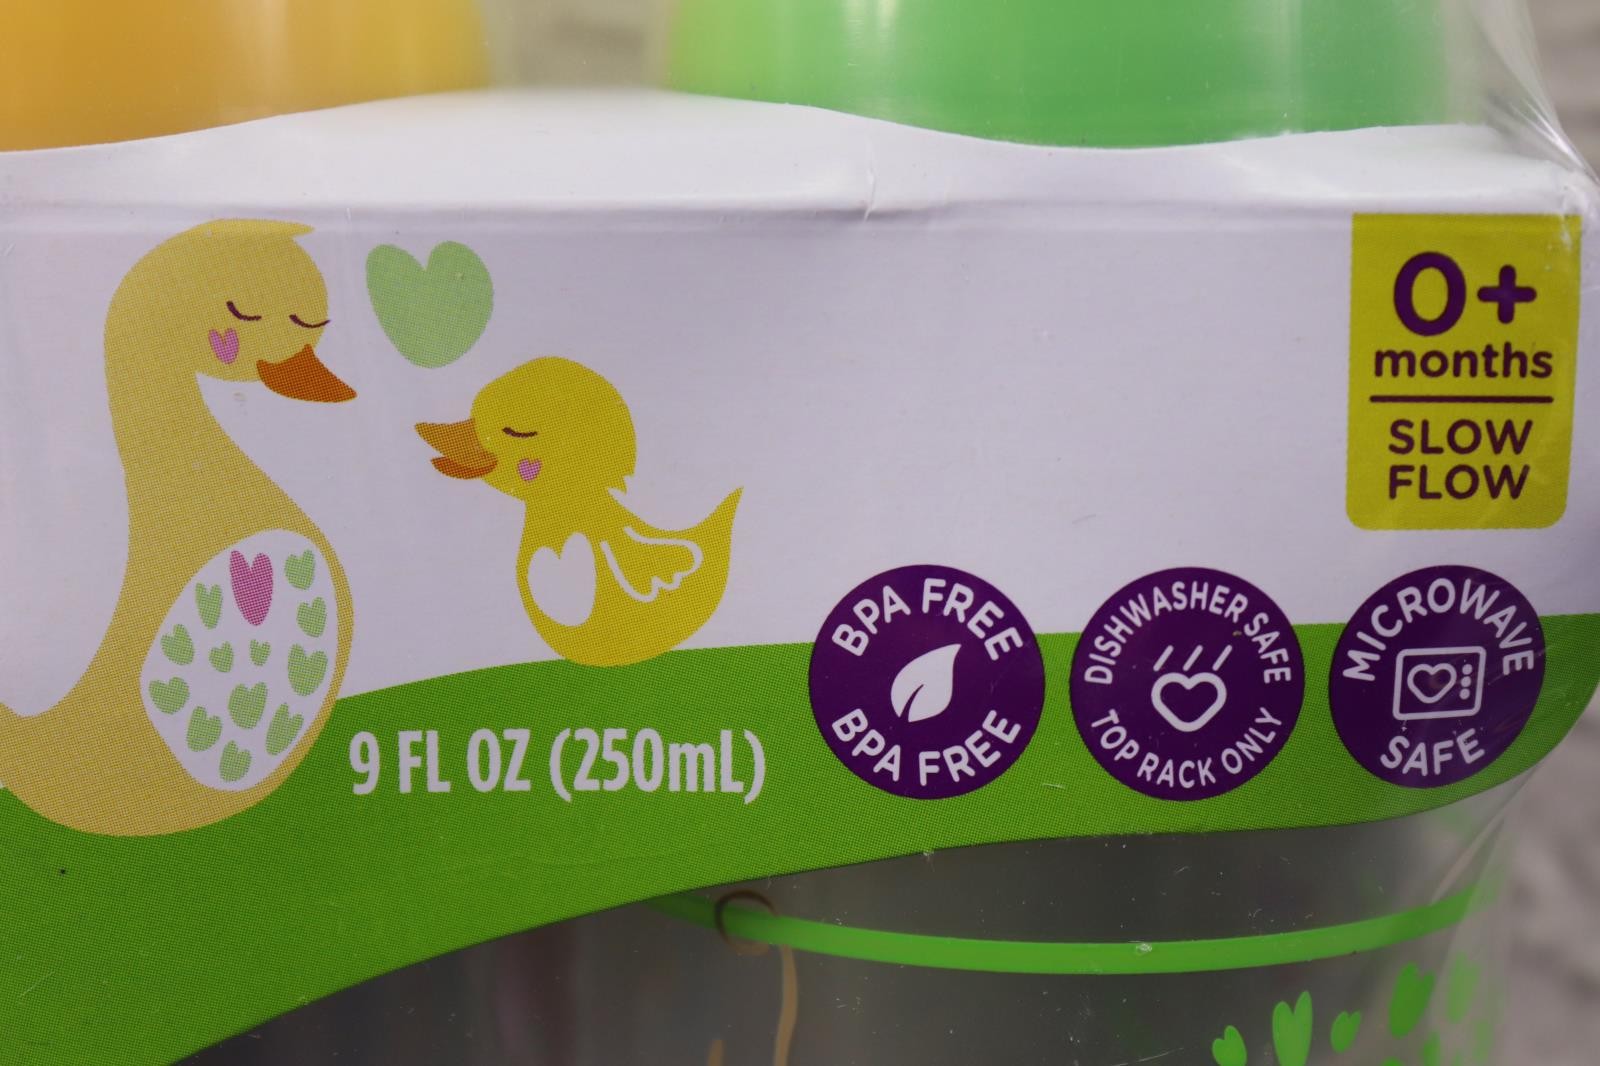 0+
months
SLOW
FLOW
BPA FREE
BPA FREE
DISHWASHER SAFE
TOP RACK ONLY
MICROWAVE
SAFE
9 FL OZ (250mL)